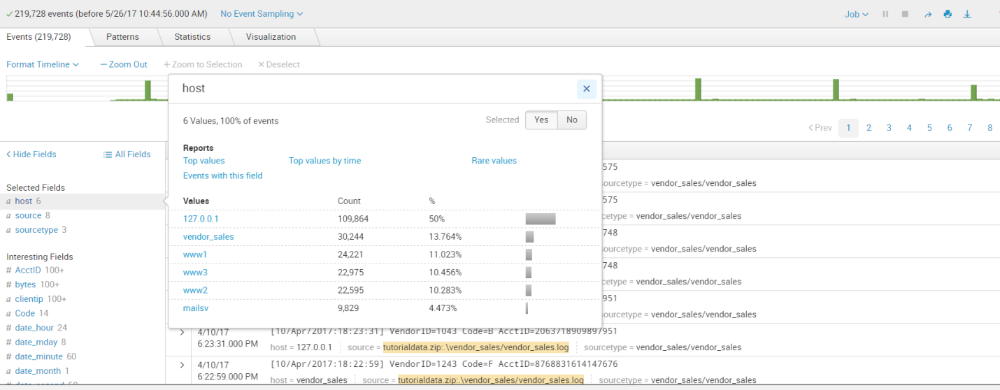 ✓ 219,728 events (before 5/26/17 10:44:56.000 AM) No Event Sampling Job
Events (219,728) Patterns Statistics Visualization
Format Timeline — Zoom Out + Zoom to Selection × Deselect
host
6 Values, 100% of events Selected Yes No
Reports
Top values Top values by time Rare values
Events with this field
Values Count %
127.0.0.1 109,864 50%
vendor_sales 30,244 13.764%
www1 24,221 11.023%
www3 22,975 10.456%
www2 22,595 10.283%
mailsv 9,829 4.473%
< Prev 1 2 3 4 5 6 7 8
< Hide Fields All Fields
Selected Fields
a host 6
a source 8
a sourcetype 3
Interesting Fields
# AcctID 100+
# bytes 100+
a clientip 100+
a Code 14
# date_hour 24
# date_mday 8
# date_minute 60
a date_month 1
575
sourcetype = vendor_sales/vendor_sales
575
cetype = vendor_sales/vendor_sales
748
sourcetype = vendor_sales/vendor_sales
748
cetype = vendor_sales/vendor_sales
951
sourcetype = vendor_sales/vendor_sales
4/10/17 [10/Apr/2017:18:23:31] VendorID=1043 Code=B AcctID=2063718909897951
6:23:31.000 PM host = 127.0.0.1 source = tutorialdata.zip:.\vendor_sales/vendor_sales.log sourcetype = vendor_sales/vendor_sales
4/10/17 [10/Apr/2017:18:22:59] VendorID=1243 Code=F AcctID=8768831614147676
6:22:59.000 PM host = vendor_sales source = tutorialdata.zip:.\vendor_sales/vendor_sales.log sourcetype = vendor_sales/vendor_sales